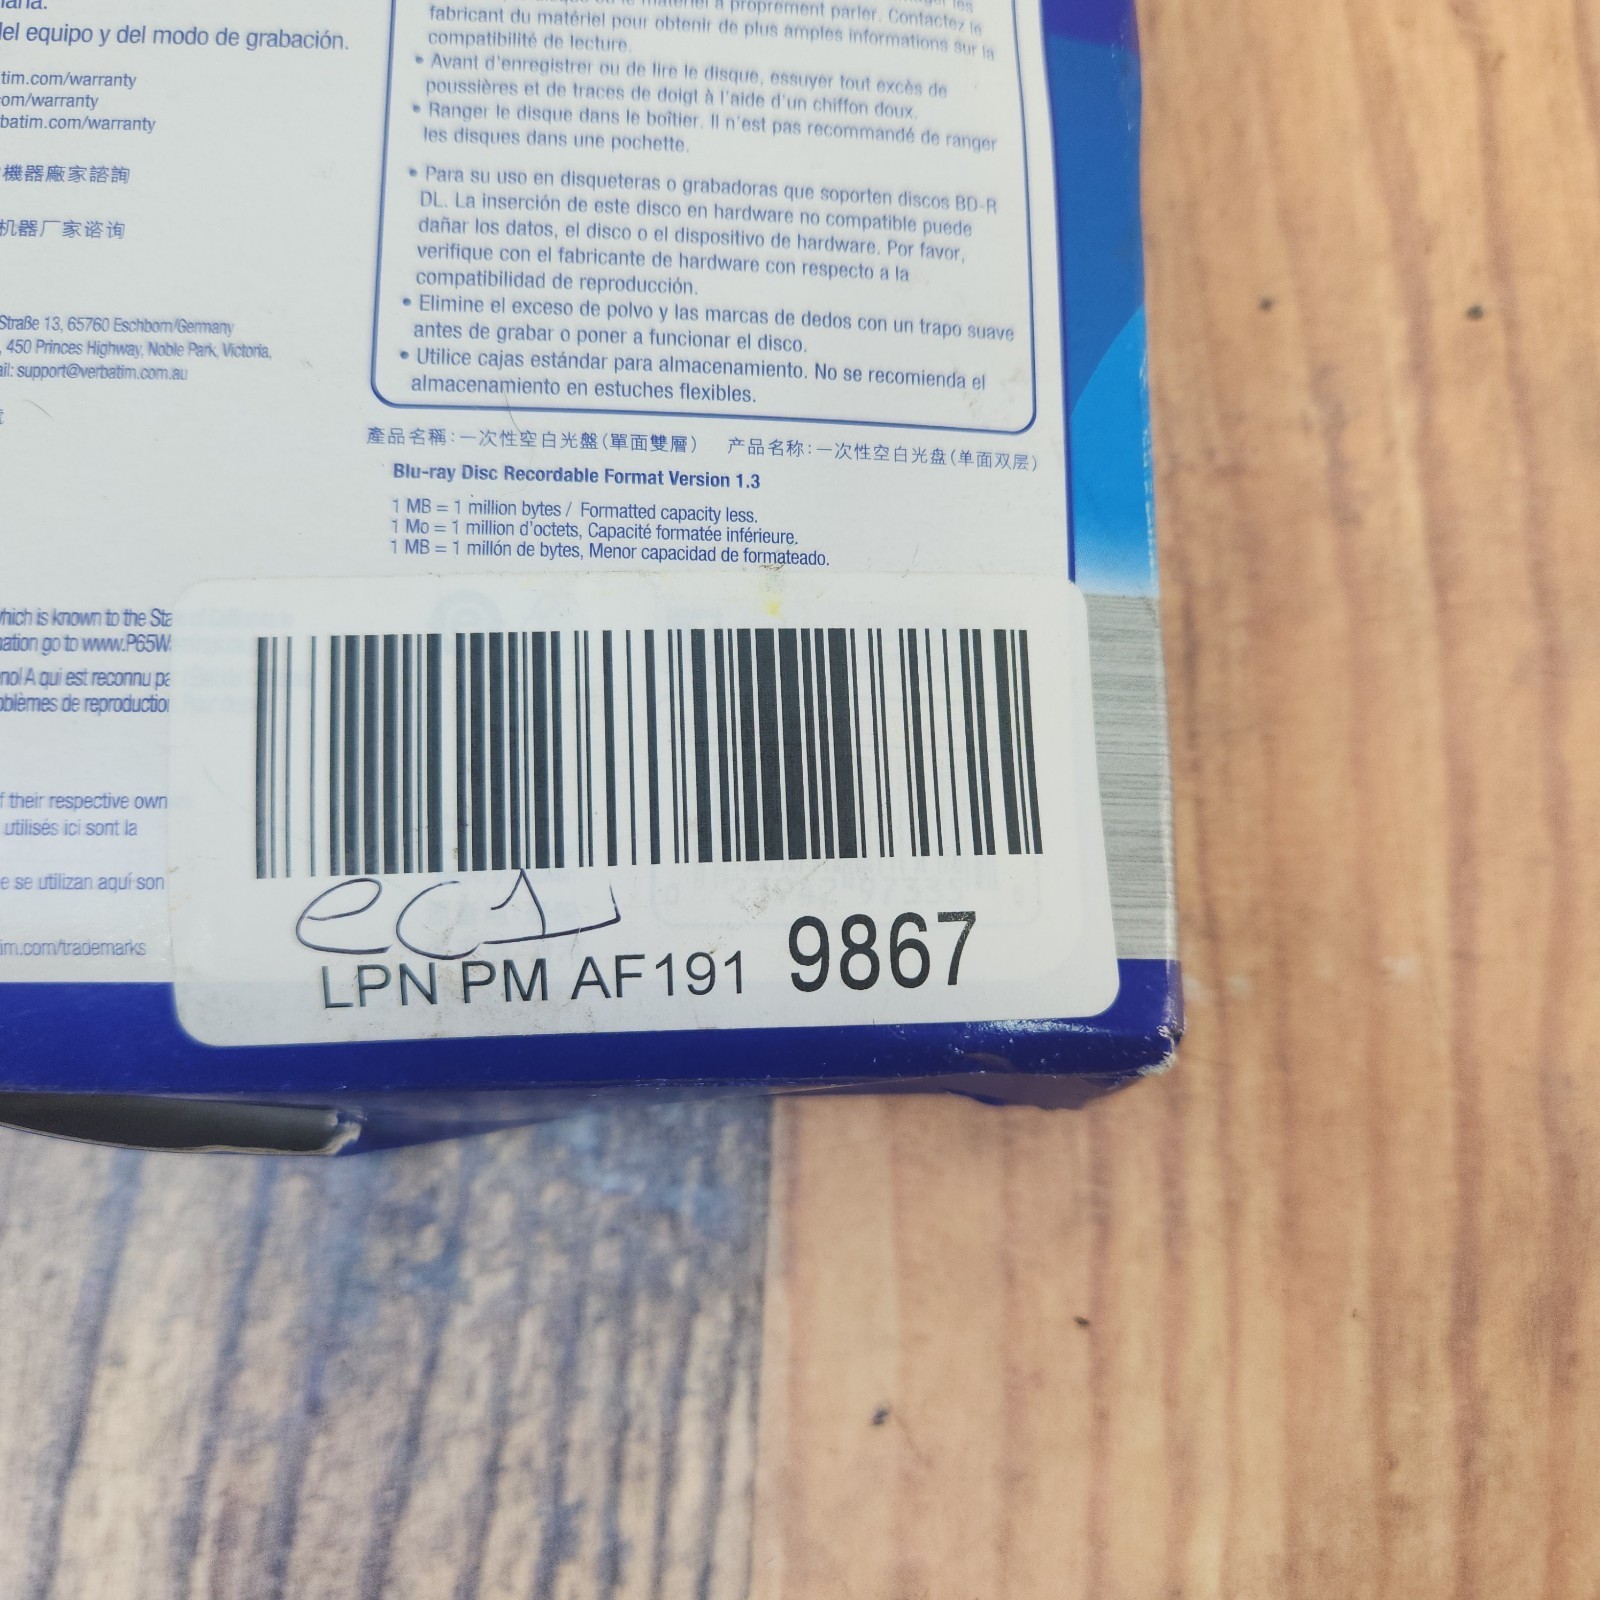 del equipo y del modo de grabación.
tim.com/warranty
om/warranty
batim.com/warranty
機器廠家諮詢
机器厂家谘询
Straße 13, 65760 Eschborn/Germany
, 450 Princes Highway, Noble Park, Victoria,
ail: support@verbatim.com.au
à proprement parler. Contactez le
fabricant du matériel pour obtenir de plus amples informations sur la
compatibilité de lecture.
• Avant d'enregistrer ou de lire le disque, essuyer tout excès de
poussières et de traces de doigt à l'aide d'un chiffon doux.
• Ranger le disque dans le boîtier. Il n'est pas recommandé de ranger
les disques dans une pochette.
• Para su uso en disqueteras o grabadoras que soporten discos BD-R
DL. La inserción de este disco en hardware no compatible puede
dañar los datos, el disco o el dispositivo de hardware. Por favor,
verifique con el fabricante de hardware con respecto a la
compatibilidad de reproducción.
• Elimine el exceso de polvo y las marcas de dedos con un trapo suave
antes de grabar o poner a funcionar el disco.
• Utilice cajas estándar para almacenamiento. No se recomienda el
almacenamiento en estuches flexibles.
產品名稱:一次性空白光盤(單面雙層) 产品名称:一次性空白光盘(单面双层)
Blu-ray Disc Recordable Format Version 1.3
1 MB = 1 million bytes / Formatted capacity less.
1 Mo = 1 million d'octets, Capacité formatée inférieure.
1 MB = 1 millón de bytes, Menor capacidad de formateado.
which is known to the Sta
ation go to www.P65W
nol A qui est reconnu pa
oblèmes de reproductio
f their respective own
utilisés ici sont la
e se utilizan aquí son
im.com/trademarks
LPN PM AF191 9867